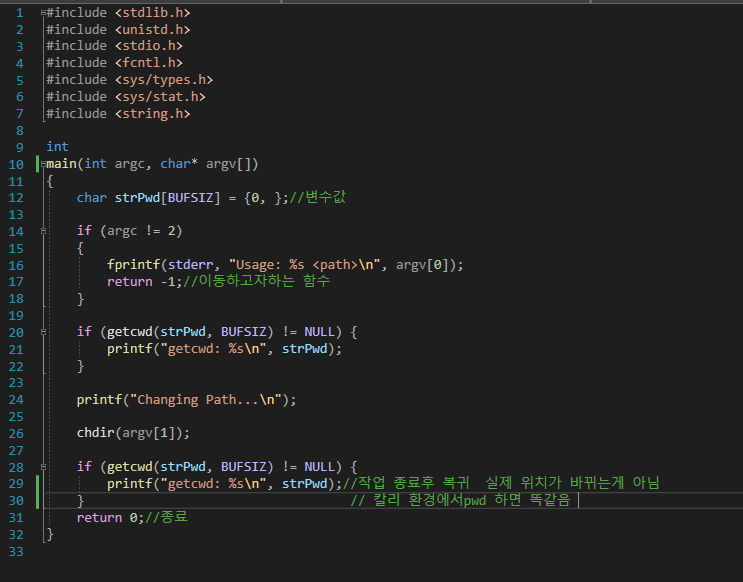 1 #include <stdlib.h>
2 #include <unistd.h>
3 #include <stdio.h>
4 #include <fcntl.h>
5 #include <sys/types.h>
6 #include <sys/stat.h>
7 #include <string.h>
8
9 int
10 main(int argc, char* argv[])
11 {
12 char strPwd[BUFSIZ] = {0, };//변수값
13
14 if (argc != 2)
15 {
16 fprintf(stderr, "Usage: %s <path>\n", argv[0]);
17 return -1;//이동하고자하는 함수
18 }
19
20 if (getcwd(strPwd, BUFSIZ) != NULL) {
21 printf("getcwd: %s\n", strPwd);
22 }
23
24 printf("Changing Path...\n");
25
26 chdir(argv[1]);
27
28 if (getcwd(strPwd, BUFSIZ) != NULL) {
29 printf("getcwd: %s\n", strPwd);//작업 종료후 복귀  실제 위치가 바뀌는게 아님
30 } // 칼리 환경에서pwd 하면 똑같음
31 return 0;//종료
32 }
33